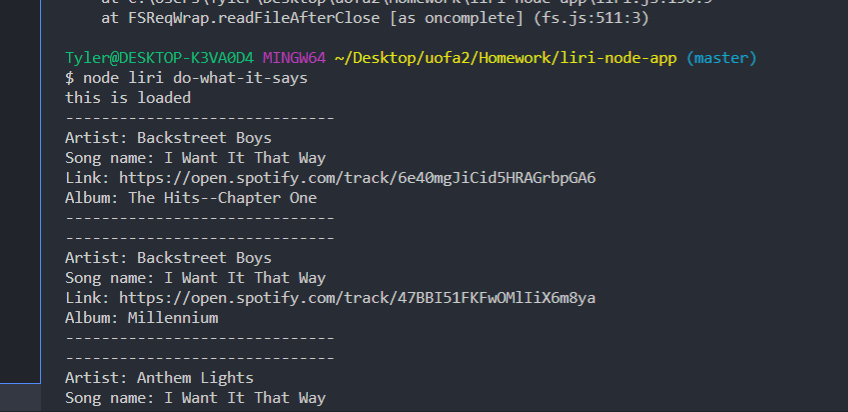 at FSReqWrap.readFileAfterClose [as oncomplete] (fs.js:511:3)
Tyler@DESKTOP-K3VA0D4 MINGW64 ~/Desktop/uofa2/Homework/liri-node-app (master)
$ node liri do-what-it-says
this is loaded
------------------------------
Artist: Backstreet Boys
Song name: I Want It That Way
Link: https://open.spotify.com/track/6e40mgJiCid5HRAGrbpGA6
Album: The Hits--Chapter One
------------------------------
------------------------------
Artist: Backstreet Boys
Song name: I Want It That Way
Link: https://open.spotify.com/track/47BBI51FKFwOMlIiX6m8ya
Album: Millennium
------------------------------
------------------------------
Artist: Anthem Lights
Song name: I Want It That Way